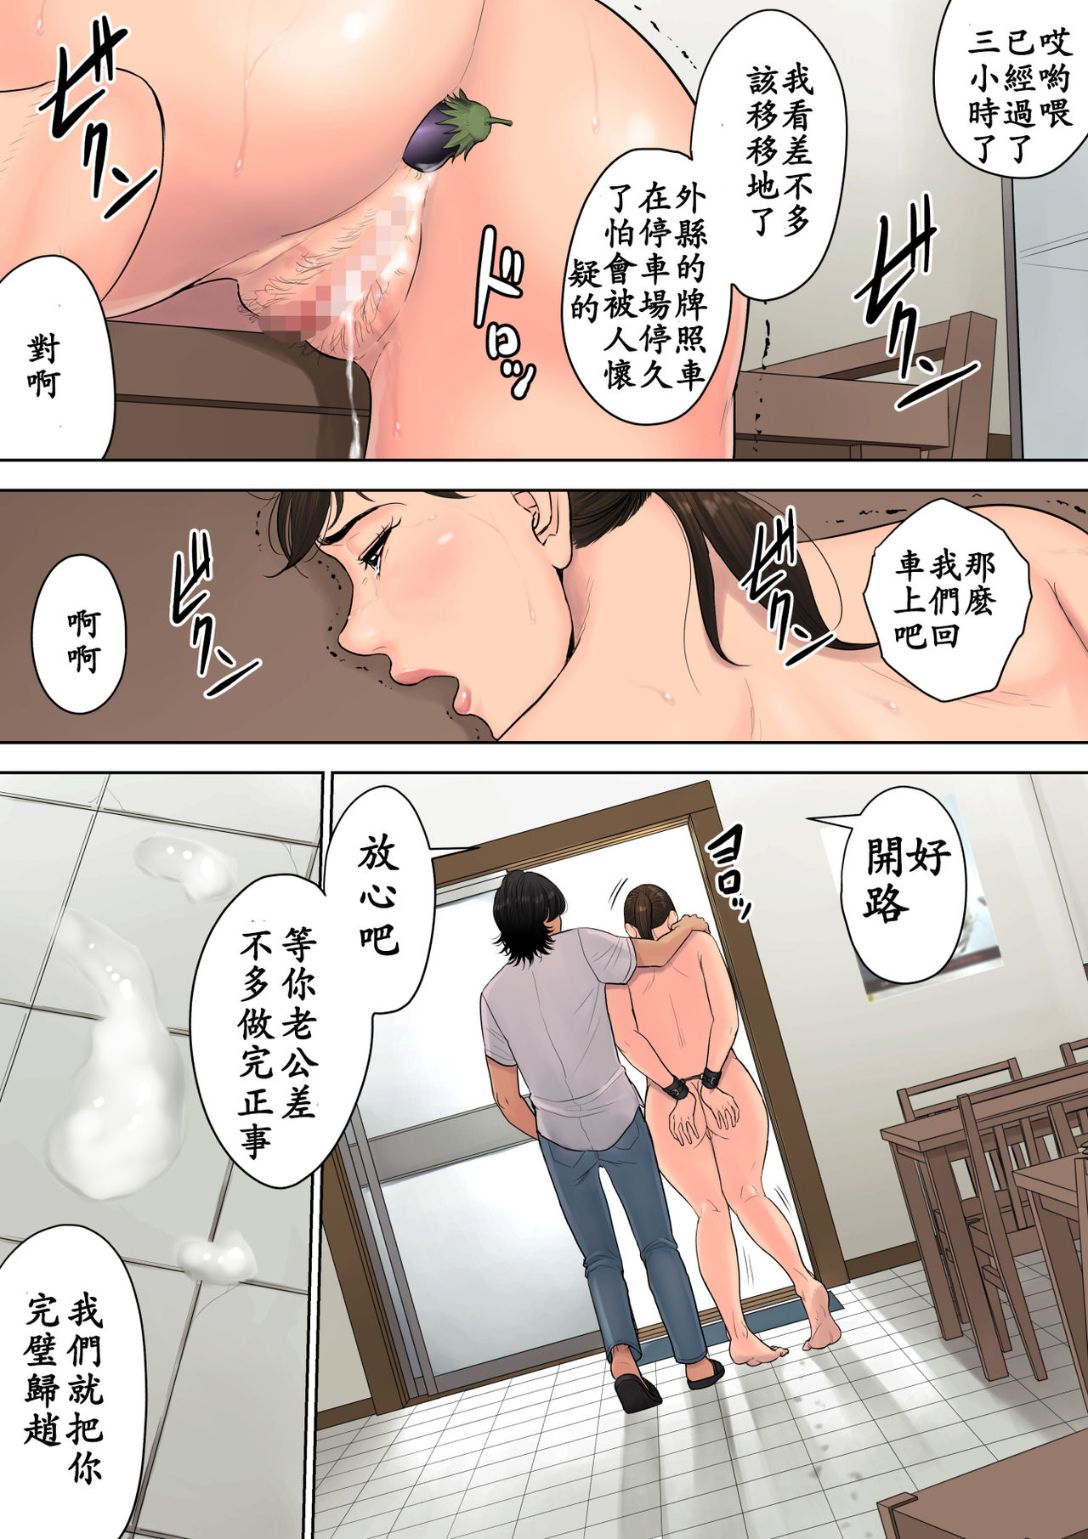 哎喲喂
已經過了
三小時了
我看差不多
該移移地了
外縣的牌照車
在停車場停久
了怕會被人懷
疑的
ビクン
ビクン
ドロッ
對啊
那麼
我們回
車上吧
ビクン
ビクン
啊啊
好
開路
ヨロッ
放心吧
等你老公差
不多做完正事
我們就把你
完璧歸趙